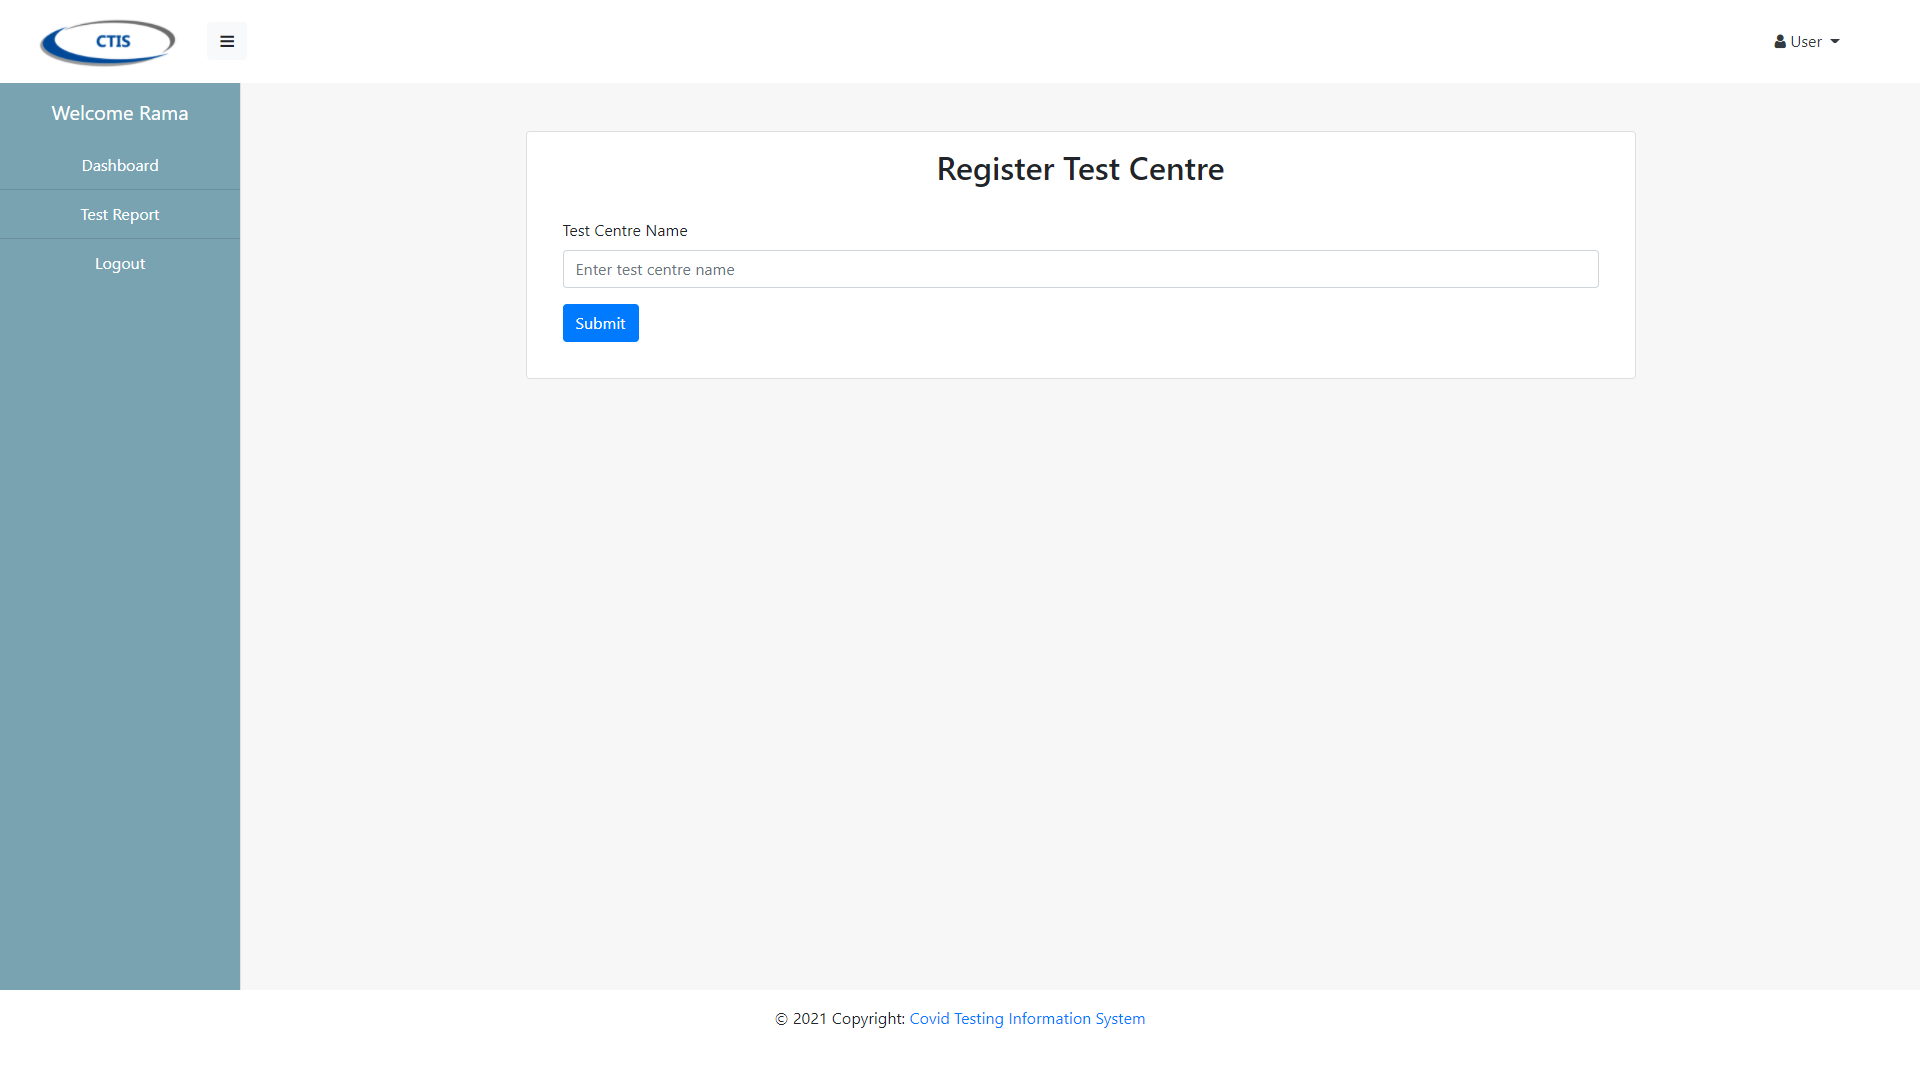 CTIS
User
Welcome Rama
Dashboard
Test Report
Logout
Register Test Centre
Test Centre Name
Enter test centre name
Submit
© 2021 Copyright: Covid Testing Information System